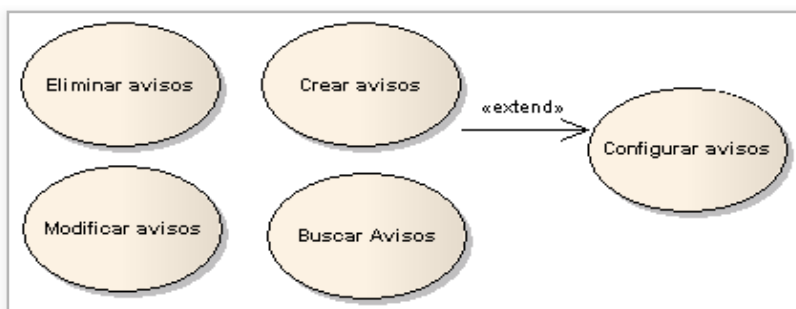 Eliminar avisos
Crear avisos
«extend»
Configurar avisos
Modificar avisos
Buscar Avisos